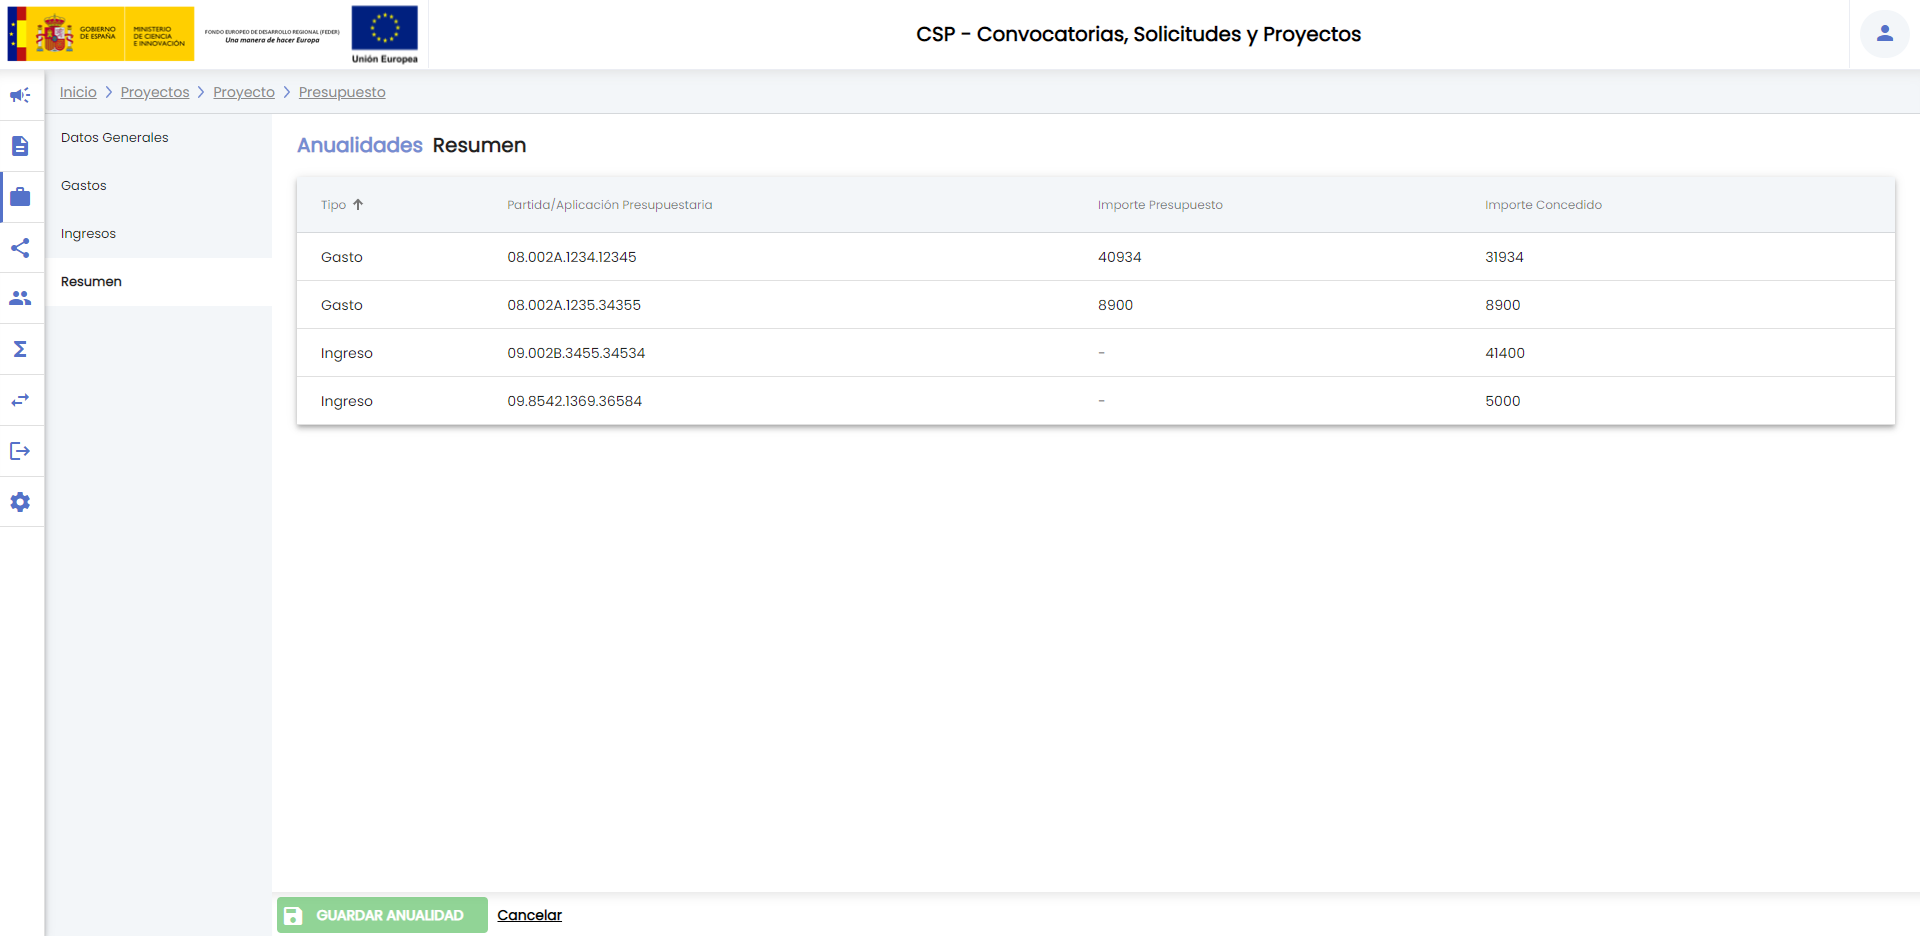 GOBIERNO
DE ESPAÑA
MINISTERIO
DE CIENCIA
E INNOVACIÓN
FONDO EUROPEO DE DESARROLLO REGIONAL (FEDER)
Una manera de hacer Europa
Unión Europea
CSP - Convocatorias, Solicitudes y Proyectos
Inicio > Proyectos > Proyecto > Presupuesto
Datos Generales
Gastos
Ingresos
Resumen
Anualidades Resumen
Tipo Partida/Aplicación Presupuestaria Importe Presupuesto Importe Concedido
Gasto 08.002A.1234.12345 40934 31934
Gasto 08.002A.1235.34355 8900 8900
Ingreso 09.002B.3455.34534 - 41400
Ingreso 09.8542.1369.36584 - 5000
GUARDAR ANUALIDAD Cancelar